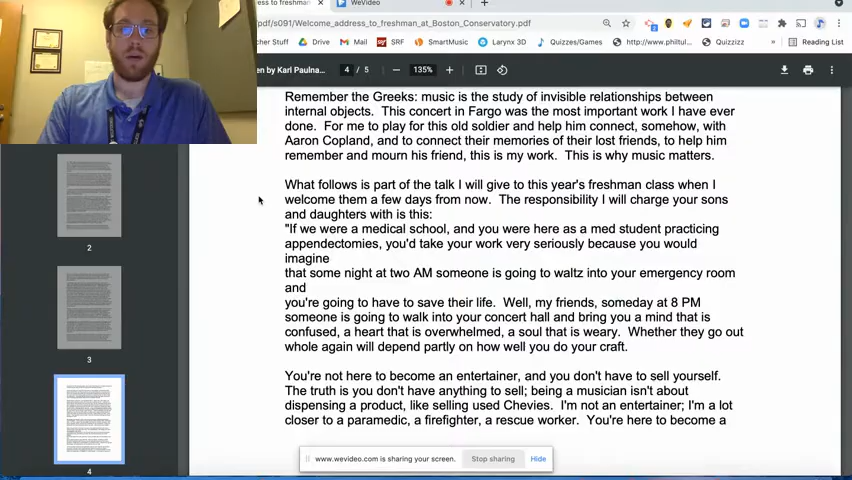 ess to freshman
WeVideo
pdf/s091/Welcome_address_to_freshman_at_Boston_Conservatory.pdf
cher Stuff
Drive
Mail
SRF
SmartMusic
Larynx 3D
Quizzes/Games
http://www.philtul...
Quizzizz
Reading List
en by Karl Paulna...
4 / 5
135%
Remember the Greeks: music is the study of invisible relationships between
internal objects. This concert in Fargo was the most important work I have ever
done. For me to play for this old soldier and help him connect, somehow, with
Aaron Copland, and to connect their memories of their lost friends, to help him
remember and mourn his friend, this is my work. This is why music matters.
What follows is part of the talk I will give to this year's freshman class when I
welcome them a few days from now. The responsibility I will charge your sons
and daughters with is this:
"If we were a medical school, and you were here as a med student practicing
appendectomies, you'd take your work very seriously because you would
imagine
that some night at two AM someone is going to waltz into your emergency room
and
you're going to have to save their life. Well, my friends, someday at 8 PM
someone is going to walk into your concert hall and bring you a mind that is
confused, a heart that is overwhelmed, a soul that is weary. Whether they go out
whole again will depend partly on how well you do your craft.
You're not here to become an entertainer, and you don't have to sell yourself.
The truth is you don't have anything to sell; being a musician isn't about
dispensing a product, like selling used Chevies. I'm not an entertainer; I'm a lot
closer to a paramedic, a firefighter, a rescue worker. You're here to become a
2
3
4
www.wevideo.com is sharing your screen.
Stop sharing
Hide